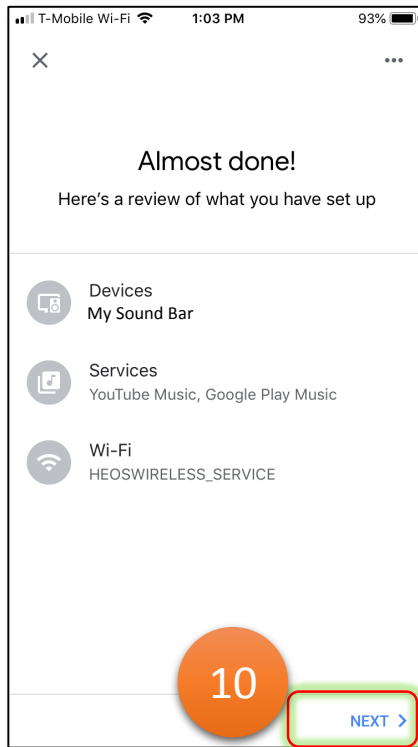 T-Mobile Wi-Fi 1:03 PM 93%
Almost done!
Here's a review of what you have set up
Devices
My Sound Bar
Services
YouTube Music, Google Play Music
Wi-Fi
HEOSWIRELESS_SERVICE
10
NEXT